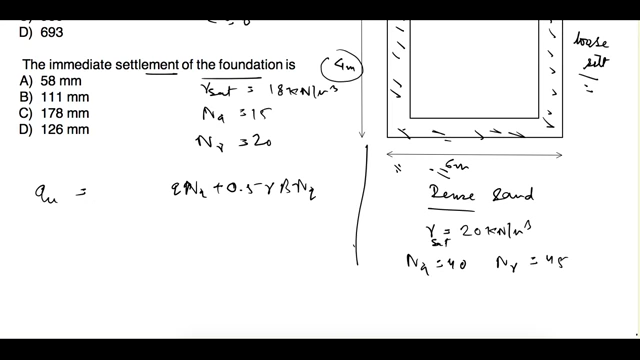 D) 693
The immediate settlement of the foundation is
A) 58 mm
B) 111 mm
C) 178 mm
D) 126 mm
γsat = 18 kN/m³
Nq = 15
Nγ = 20
4m
loose
silt
6m
Dense Sand
γsat = 20 kN/m³
Nq = 40 Nγ = 45
qu = qNq + 0.5 γ B Nq